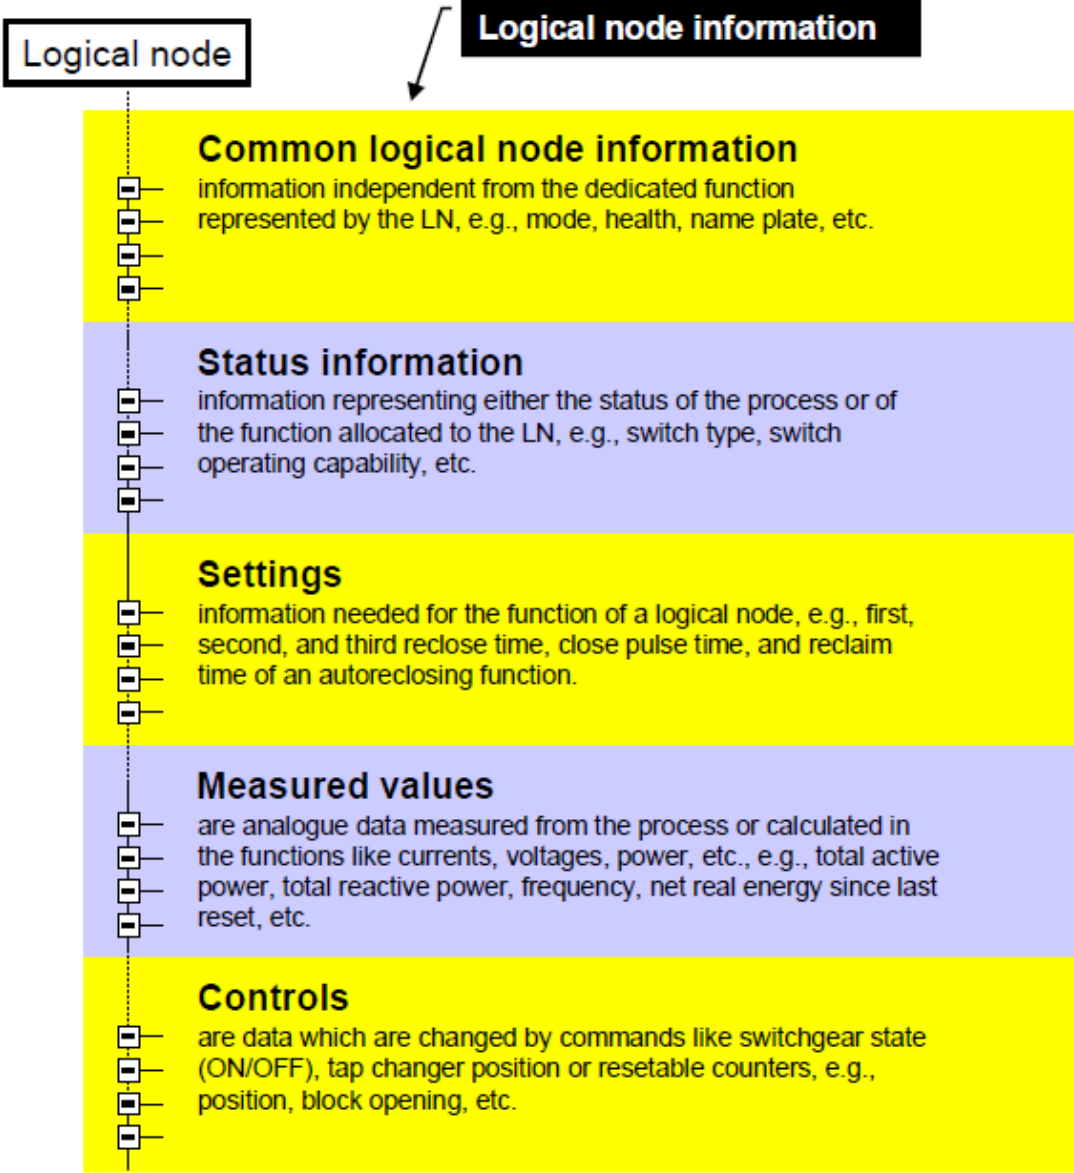 Logical node information
Logical node
Common logical node information
information independent from the dedicated function
represented by the LN, e.g., mode, health, name plate, etc.
Status information
information representing either the status of the process or of
the function allocated to the LN, e.g., switch type, switch
operating capability, etc.
Settings
information needed for the function of a logical node, e.g., first,
second, and third reclose time, close pulse time, and reclaim
time of an autoreclosing function.
Measured values
are analogue data measured from the process or calculated in
the functions like currents, voltages, power, etc., e.g., total active
power, total reactive power, frequency, net real energy since last
reset, etc.
Controls
are data which are changed by commands like switchgear state
(ON/OFF), tap changer position or resetable counters, e.g.,
position, block opening, etc.